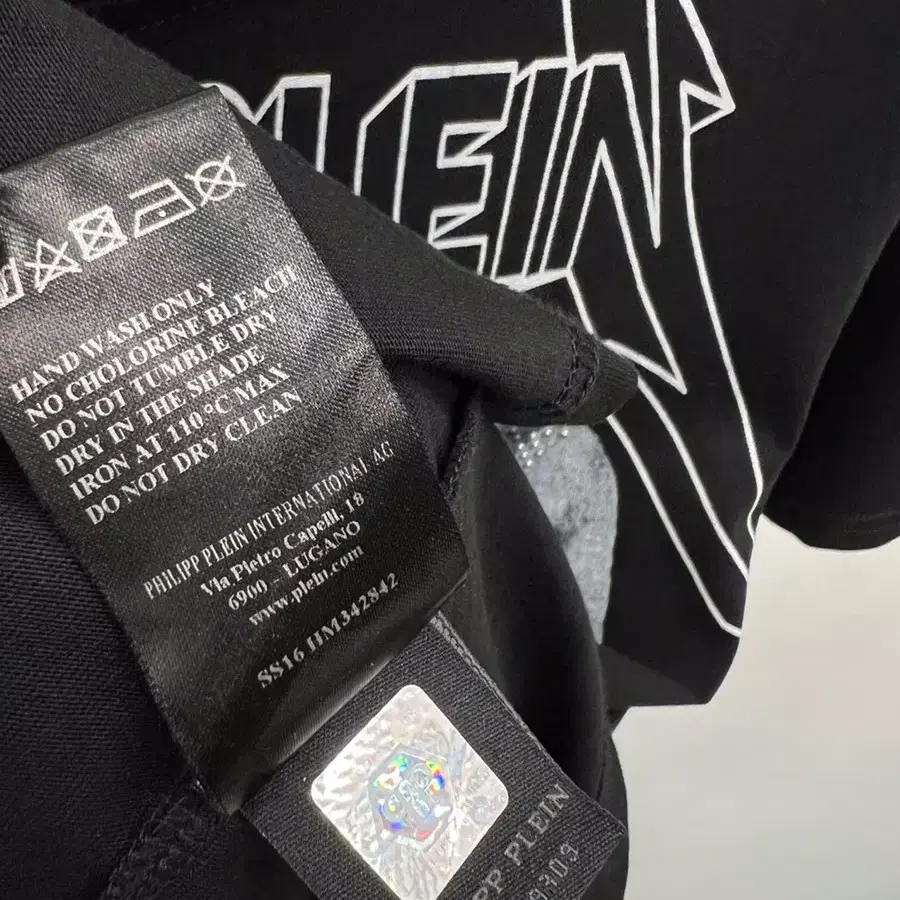 PLEIN
HAND WASH ONLY
NO CHOLORINE BLEACH
DO NOT TUMBLE DRY
DRY IN THE SHADE
IRON AT 110 °C MAX
DO NOT DRY CLEAN
PHILIPP PLEIN INTERNATIONAL AG
Via Pietro Capelli, 18
6900 – LUGANO
www.plein.com
SS16 HM342842
PP PLEIN